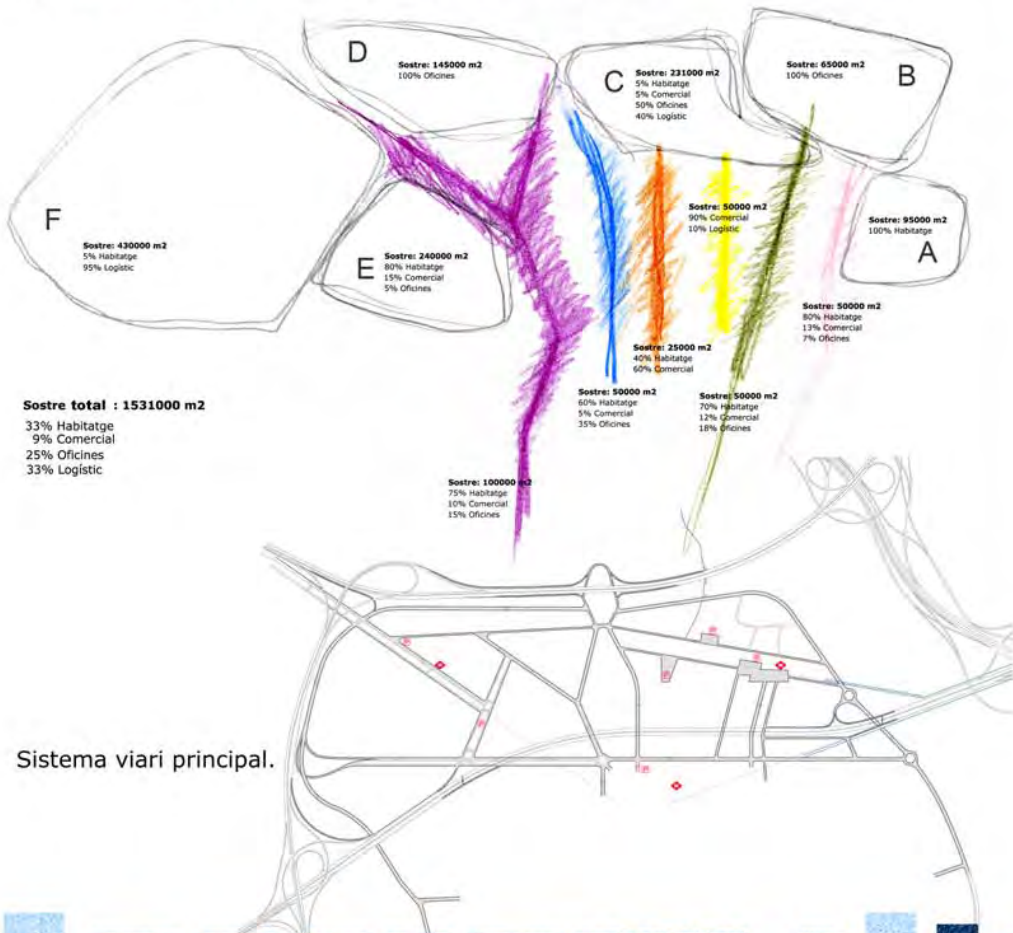 D
Sostre: 145000 m2
100% Oficines
C
Sostre: 231000 m2
5% Habitatge
5% Comercial
50% Oficines
40% Logístic
Sostre: 65000 m2
100% Oficines
B
F
Sostre: 430000 m2
5% Habitatge
95% Logístic
E
Sostre: 240000 m2
80% Habitatge
15% Comercial
5% Oficines
Sostre: 50000 m2
90% Comercial
10% Logístic
Sostre: 95000 m2
100% Habitatge
A
Sostre: 50000 m2
80% Habitatge
13% Comercial
7% Oficines
Sostre: 25000 m2
40% Habitatge
60% Comercial
Sostre: 50000 m2
60% Habitatge
5% Comercial
35% Oficines
Sostre: 50000 m2
70% Habitatge
12% Comercial
18% Oficines
Sostre total : 1531000 m2
33% Habitatge
9% Comercial
25% Oficines
33% Logístic
Sostre: 100000 m2
75% Habitatge
10% Comercial
15% Oficines
P
P
P
P
P
P
Sistema viari principal.